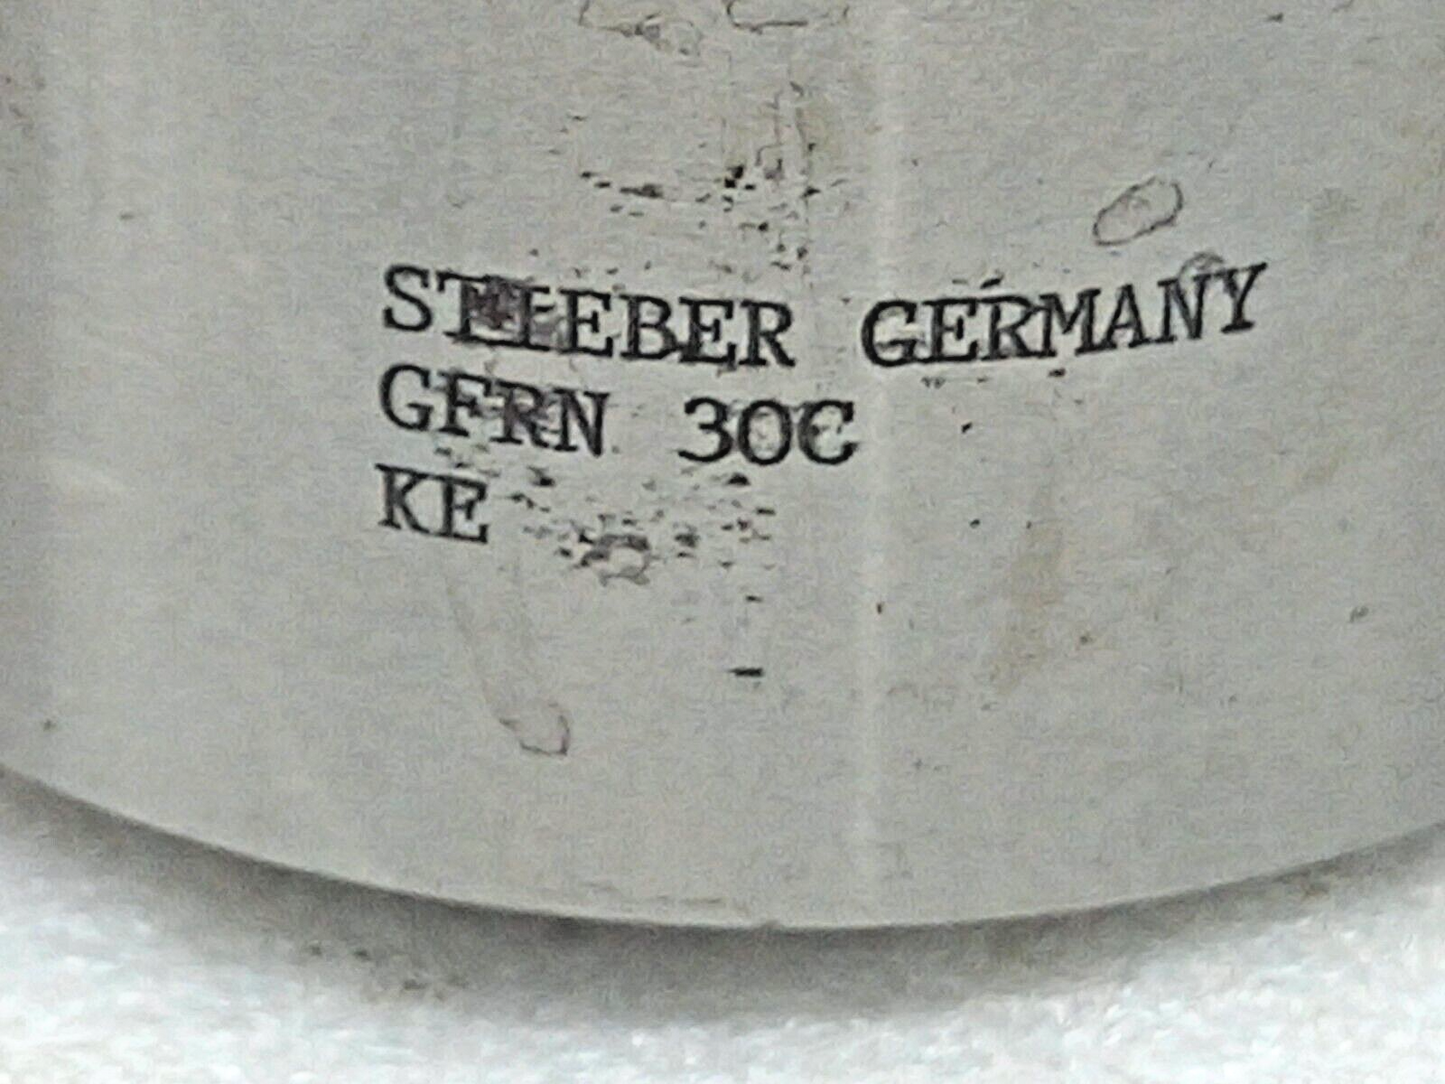 STIEBER GERMANY
GFRN 30C
KE